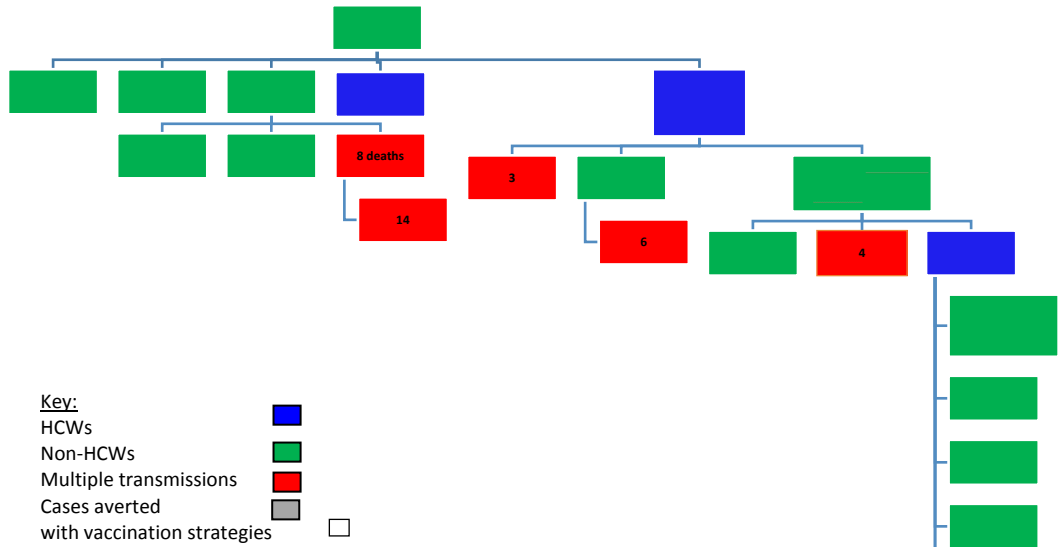 8 deaths
3
14
6
4
Key:
HCWs
Non-HCWs
Multiple transmissions
Cases averted
with vaccination strategies